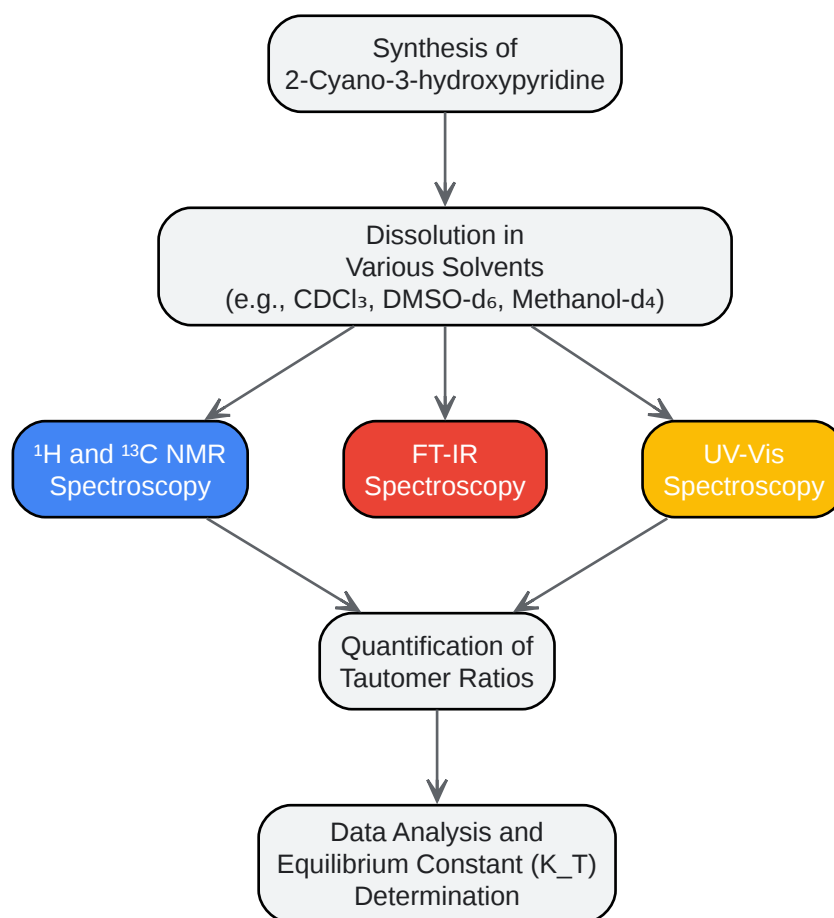 Synthesis of
2-Cyano-3-hydroxypyridine
Dissolution in
Various Solvents
(e.g., CDCl₃, DMSO-d₆, Methanol-d₄)
¹H and ¹³C NMR
Spectroscopy
FT-IR
Spectroscopy
UV-Vis
Spectroscopy
Quantification of
Tautomer Ratios
Data Analysis and
Equilibrium Constant (K_T)
Determination